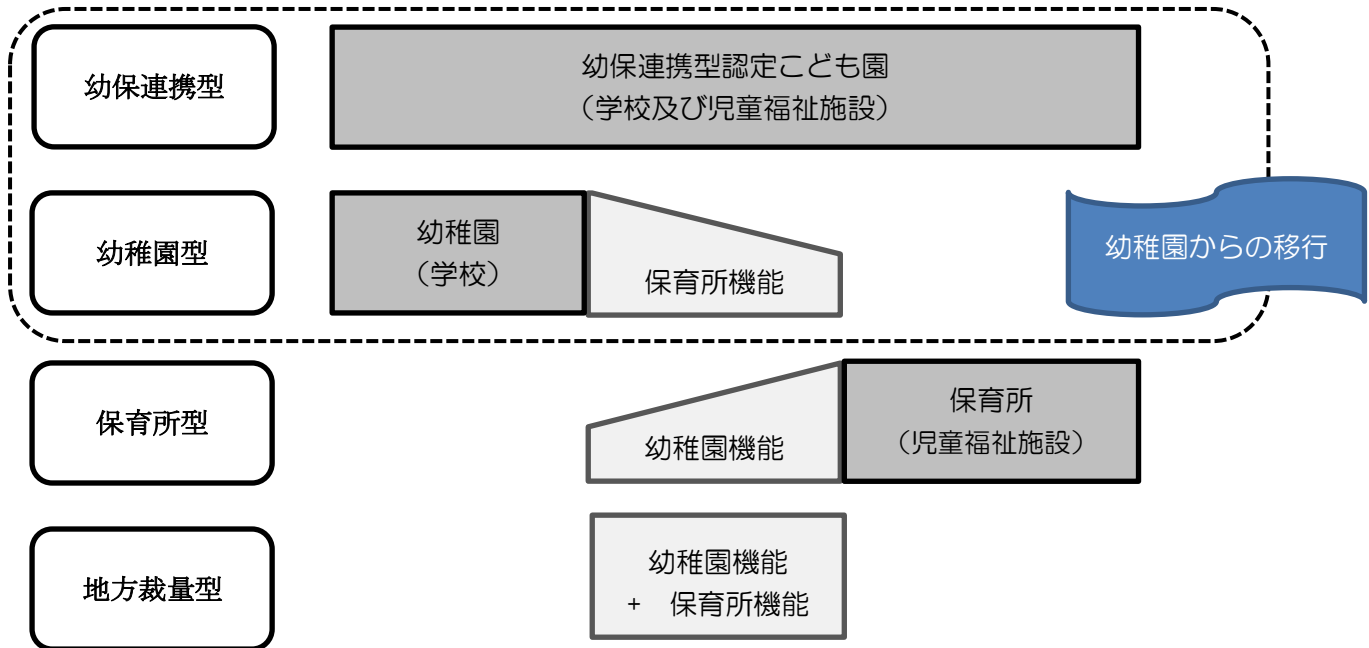 幼保連携型
幼保連携型認定こども園
（学校及び児童福祉施設）
幼稚園型
幼稚園
（学校）
保育所機能
幼稚園からの移行
保育所型
幼稚園機能
保育所
（児童福祉施設）
地方裁量型
幼稚園機能
+　保育所機能